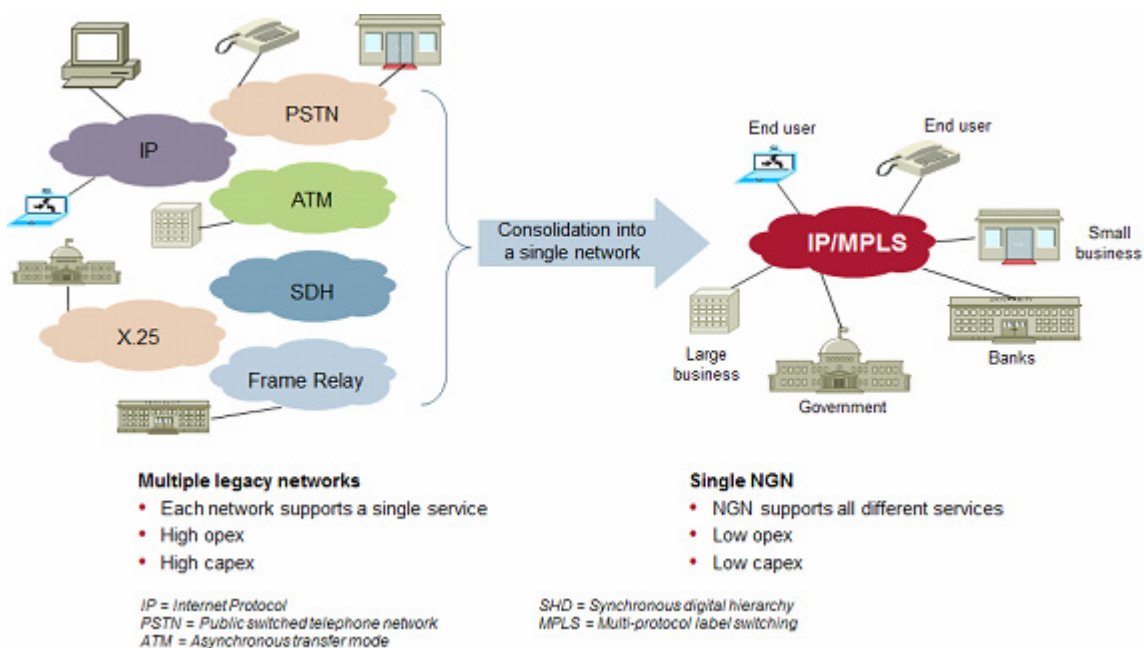 PSTN
IP
ATM
SDH
X.25
Frame Relay
Consolidation into
a single network
End user
End user
IP/MPLS
Small
business
Large
business
Banks
Government
Multiple legacy networks
• Each network supports a single service
• High opex
• High capex
Single NGN
• NGN supports all different services
• Low opex
• Low capex
IP = Internet Protocol
PSTN = Public switched telephone network
ATM = Asynchronous transfer mode
SHD = Synchronous digital hierarchy
MPLS = Multi-protocol label switching